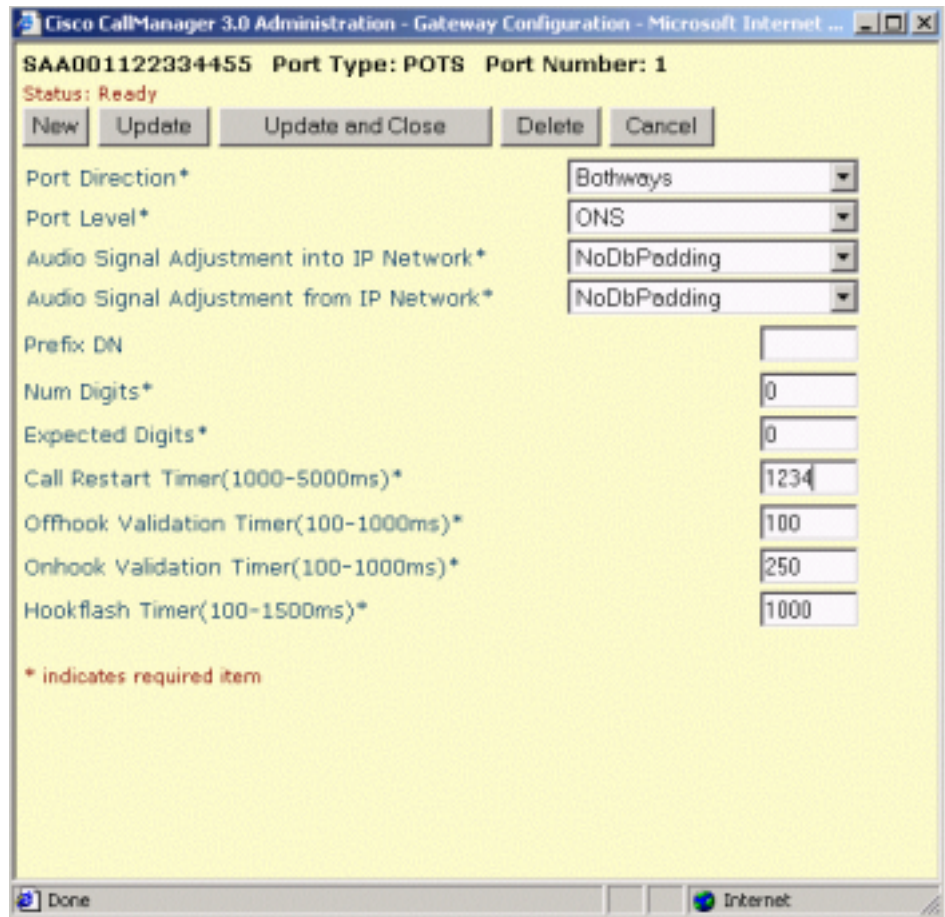 Cisco CallManager 3.0 Administration - Gateway Configuration - Microsoft Internet ...
SAA001122334455 Port Type: POTS Port Number: 1
Status: Ready
New Update Update and Close Delete Cancel
Port Direction* Bothways
Port Level* ONS
Audio Signal Adjustment into IP Network* NoDbPadding
Audio Signal Adjustment from IP Network* NoDbPadding
Prefix DN
Num Digits* 0
Expected Digits* 0
Call Restart Timer(1000-5000ms)* 1234
Offhook Validation Timer(100-1000ms)* 100
Onhook Validation Timer(100-1000ms)* 250
Hookflash Timer(100-1500ms)* 1000
* indicates required item
Done Internet